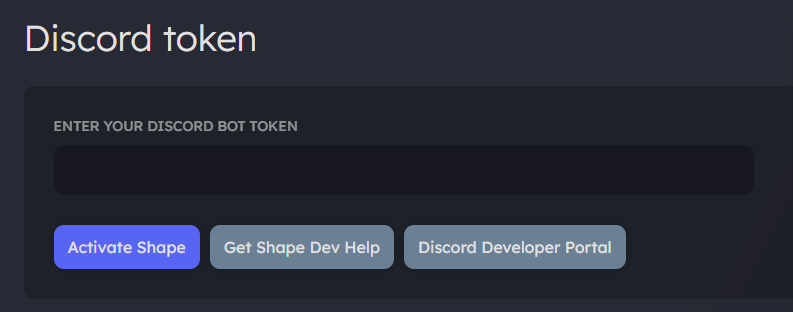 Discord token
ENTER YOUR DISCORD BOT TOKEN
Activate Shape Get Shape Dev Help Discord Developer Portal